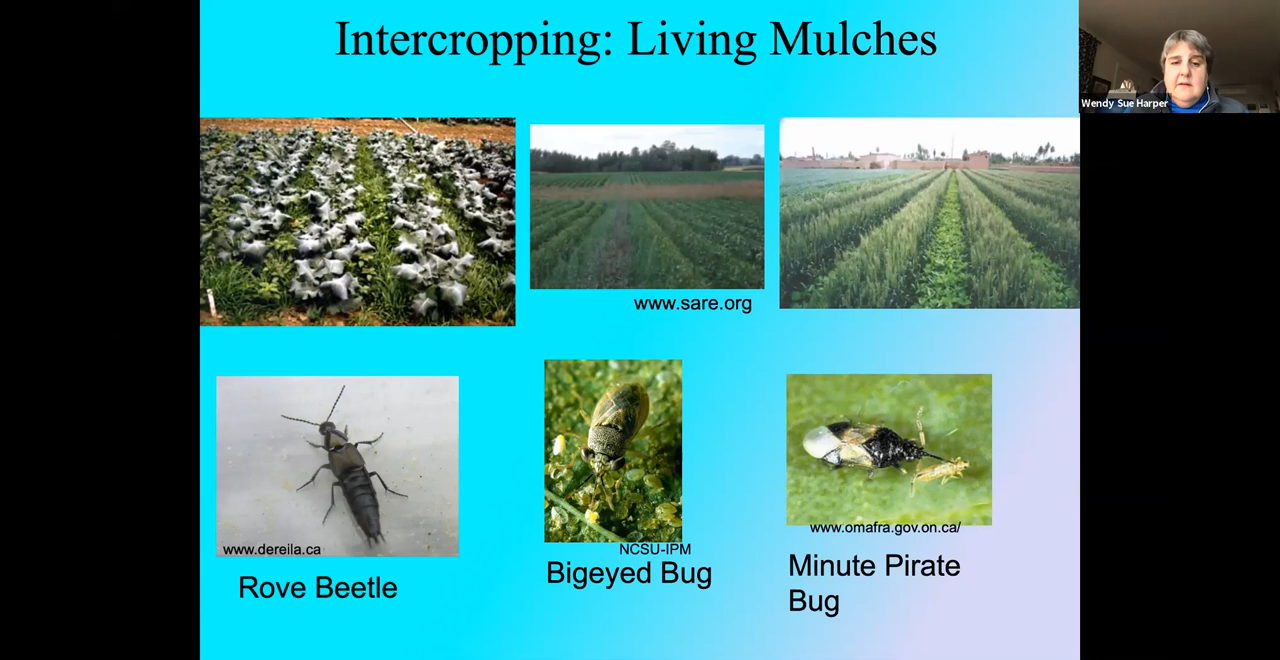 Intercropping: Living Mulches
Wendy Sue Harper
www.sare.org
www.dereila.ca
Rove Beetle
NCSU-IPM
Bigeyed Bug
www.omafra.gov.on.ca/
Minute Pirate
Bug